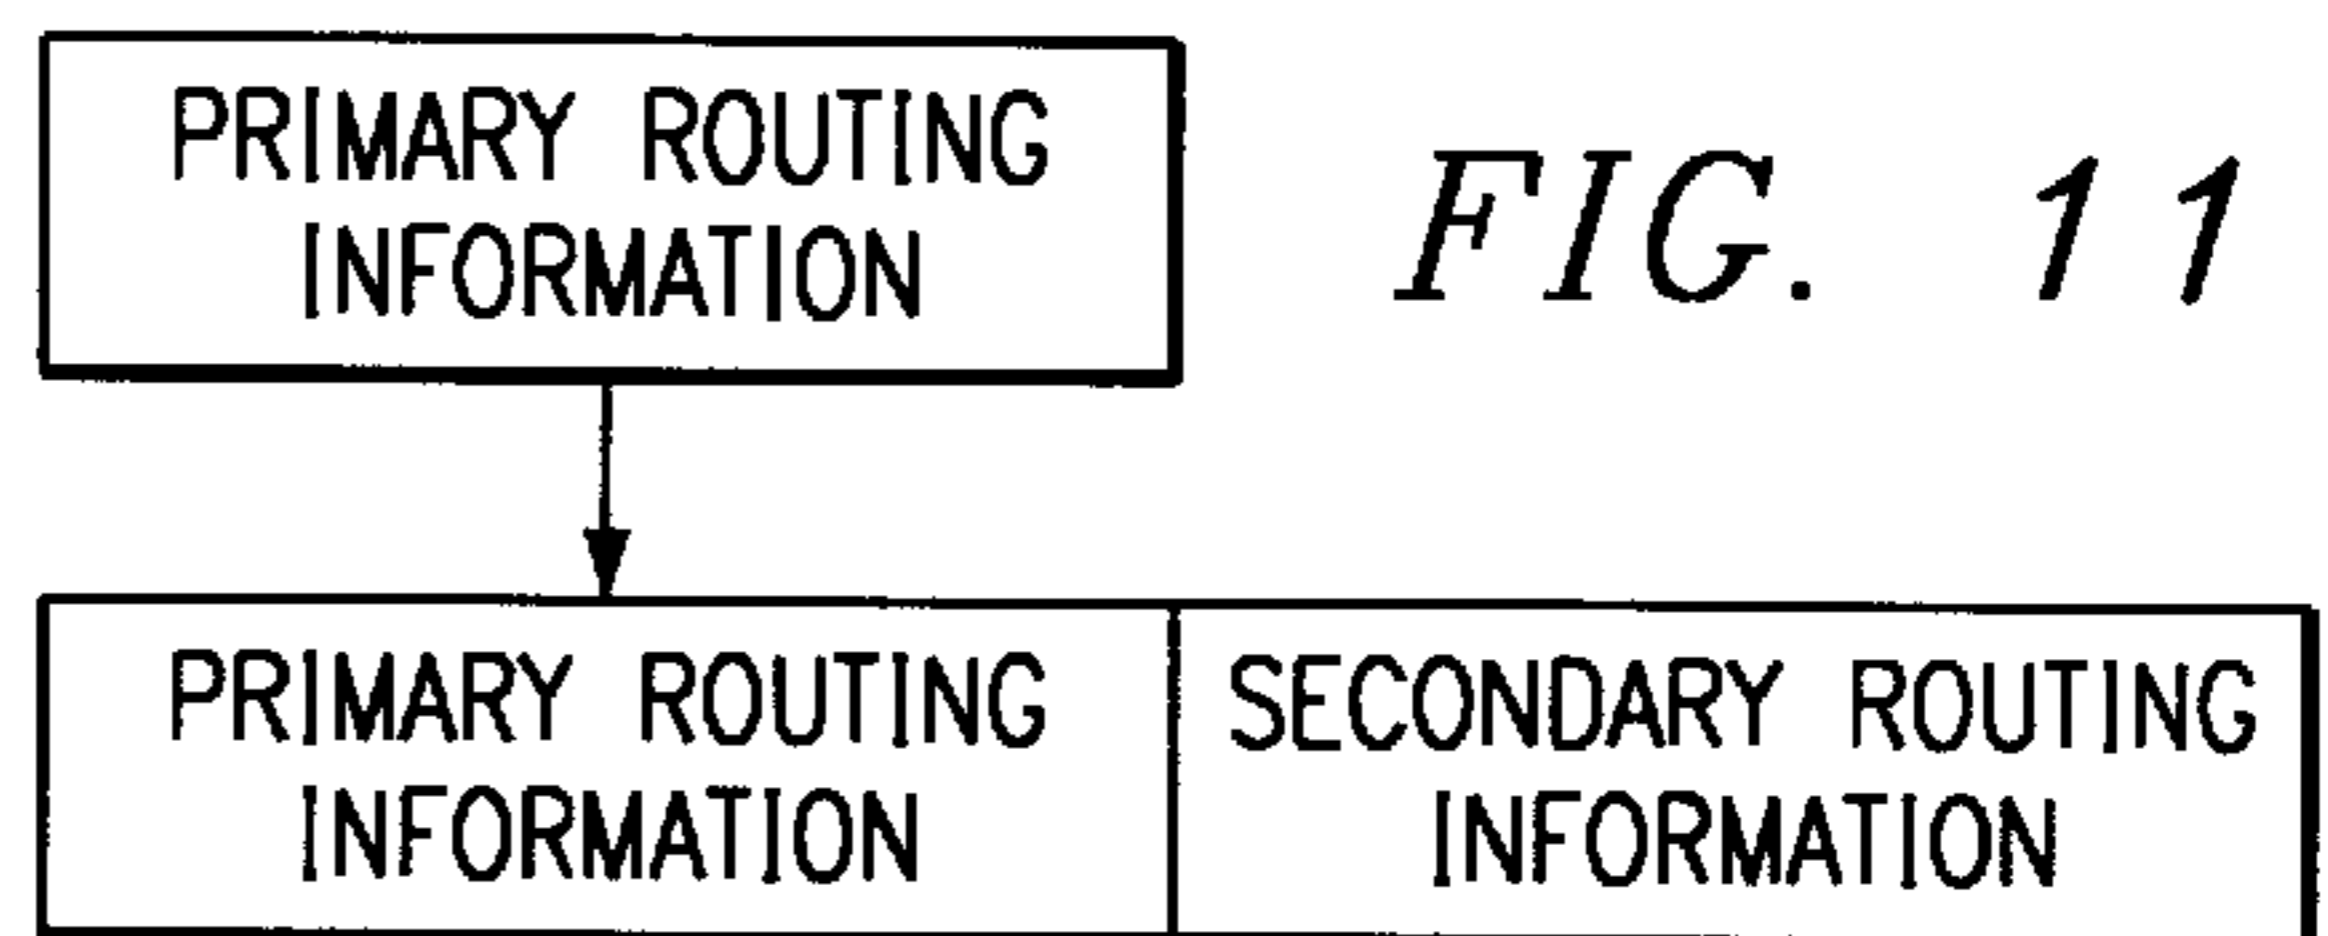 PRIMARY ROUTING
INFORMATION
FIG. 11
PRIMARY ROUTING
INFORMATION
SECONDARY ROUTING
INFORMATION